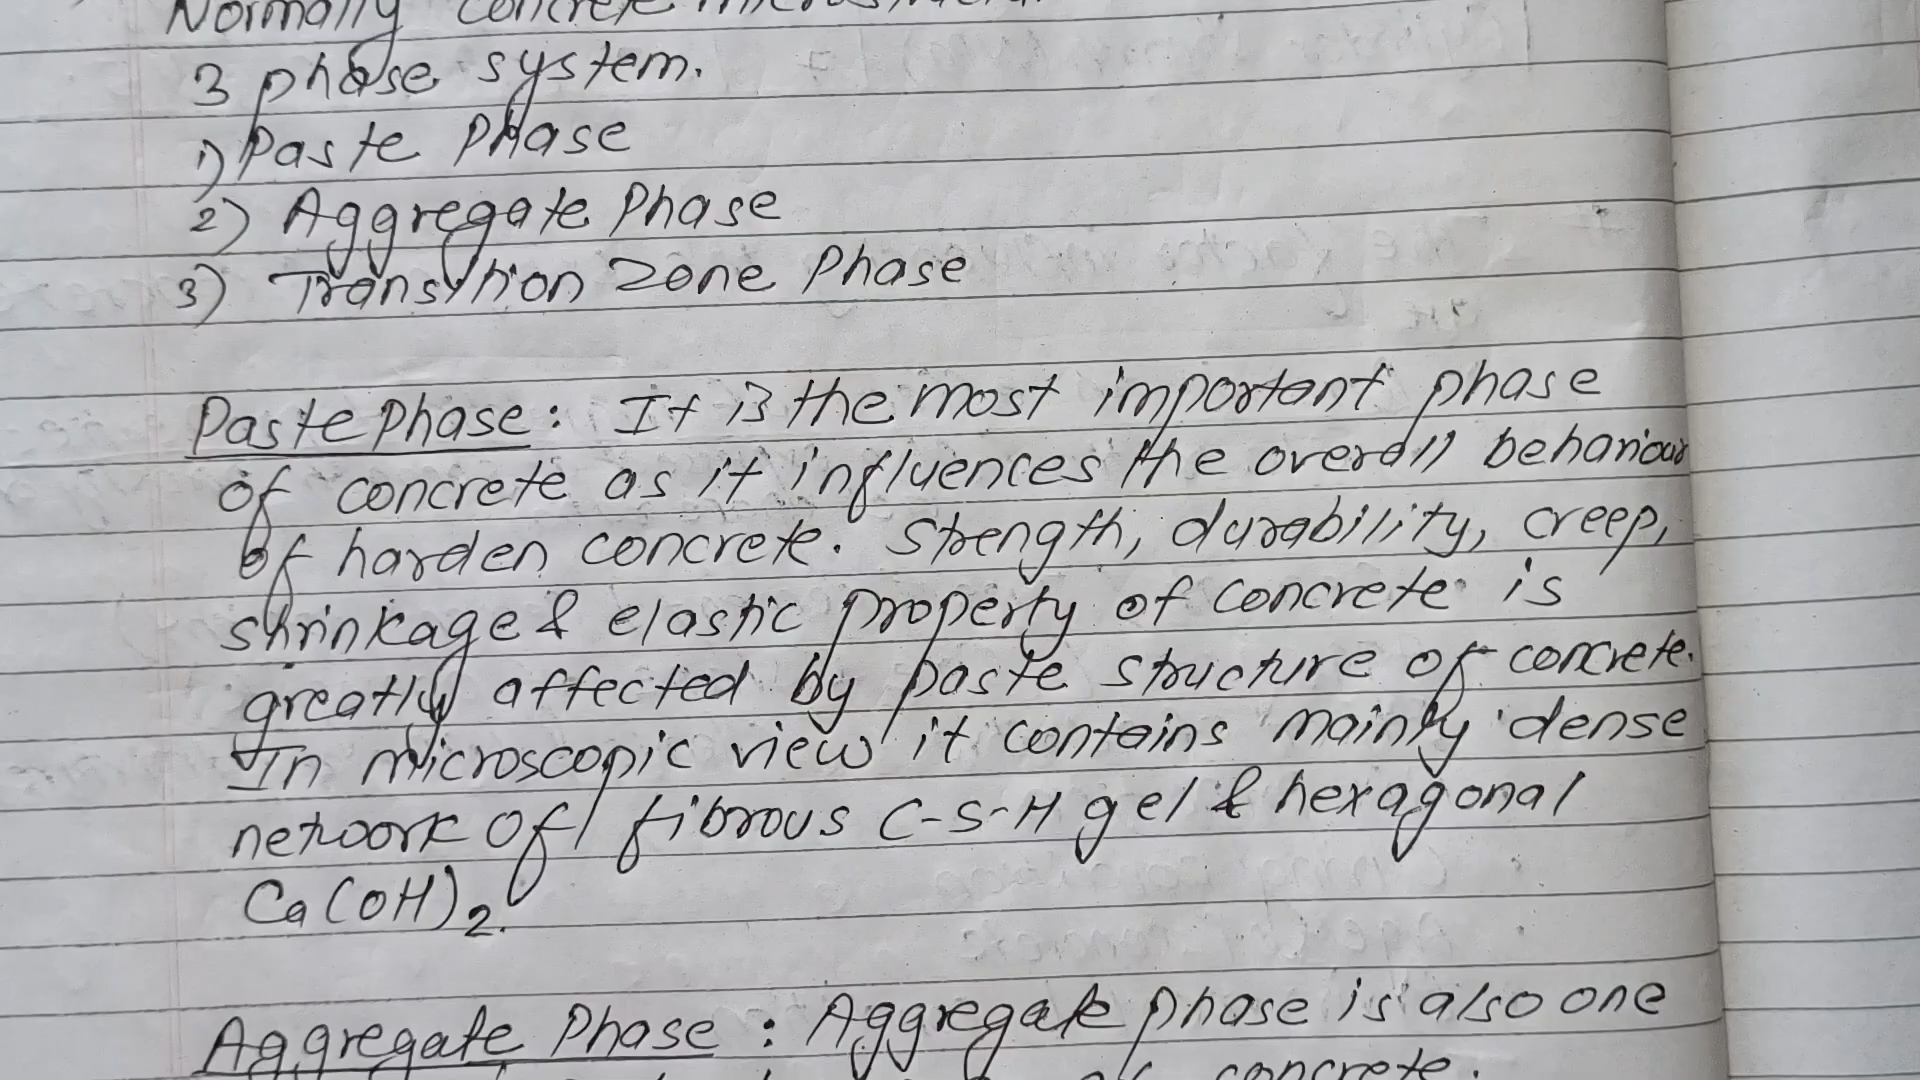 Normally concrete
3 phase system.
1) Paste Phase
2) Aggregate Phase
3) Transition Zone Phase
Paste Phase : It is the most important phase
of concrete as it influences the overall behaviour
of harden concrete. Strength, durability, creep,
shrinkage & elastic property of concrete is
greatly affected by paste structure of concrete.
In microscopic view it contains mainly dense
network of fibrous C-S-H gel & hexagonal
Ca(OH)2.
Aggregate Phase : Aggregate phase is also one
concrete.